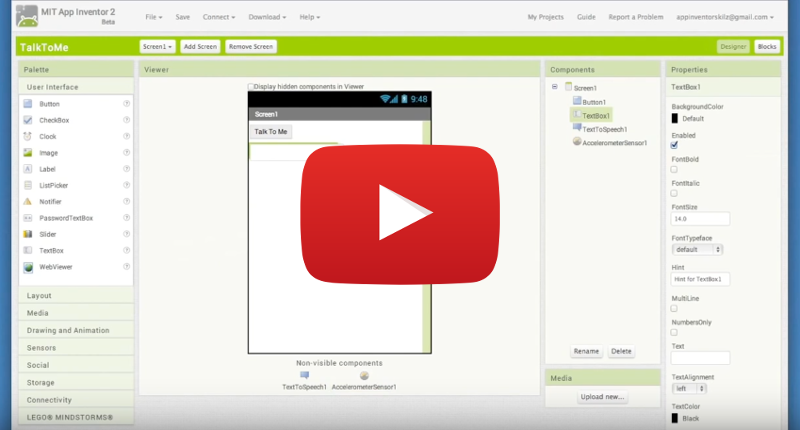 MIT App Inventor 2
Beta
File Save Connect Download Help
My Projects Guide Report a Problem appinventorskilz@gmail.com
TalkToMe
Screen1 Add Screen Remove Screen
Designer Blocks
Palette
User Interface
Button
CheckBox
Clock
Image
Label
ListPicker
Notifier
PasswordTextBox
Slider
TextBox
WebViewer
Layout
Media
Drawing and Animation
Sensors
Social
Storage
Connectivity
LEGO® MINDSTORMS®
Viewer
Display hidden components in Viewer
9:48
Screen1
Talk To Me
Non-visible components
TextToSpeech1 AccelerometerSensor1
Components
Screen1
Button1
TextBox1
TextToSpeech1
AccelerometerSensor1
Rename Delete
Media
Upload new...
Properties
TextBox1
BackgroundColor
Default
Enabled
FontBold
FontItalic
FontSize
14.0
FontTypeface
default
Hint
Hint for TextBox1
MultiLine
NumbersOnly
Text
TextAlignment
left
TextColor
Black